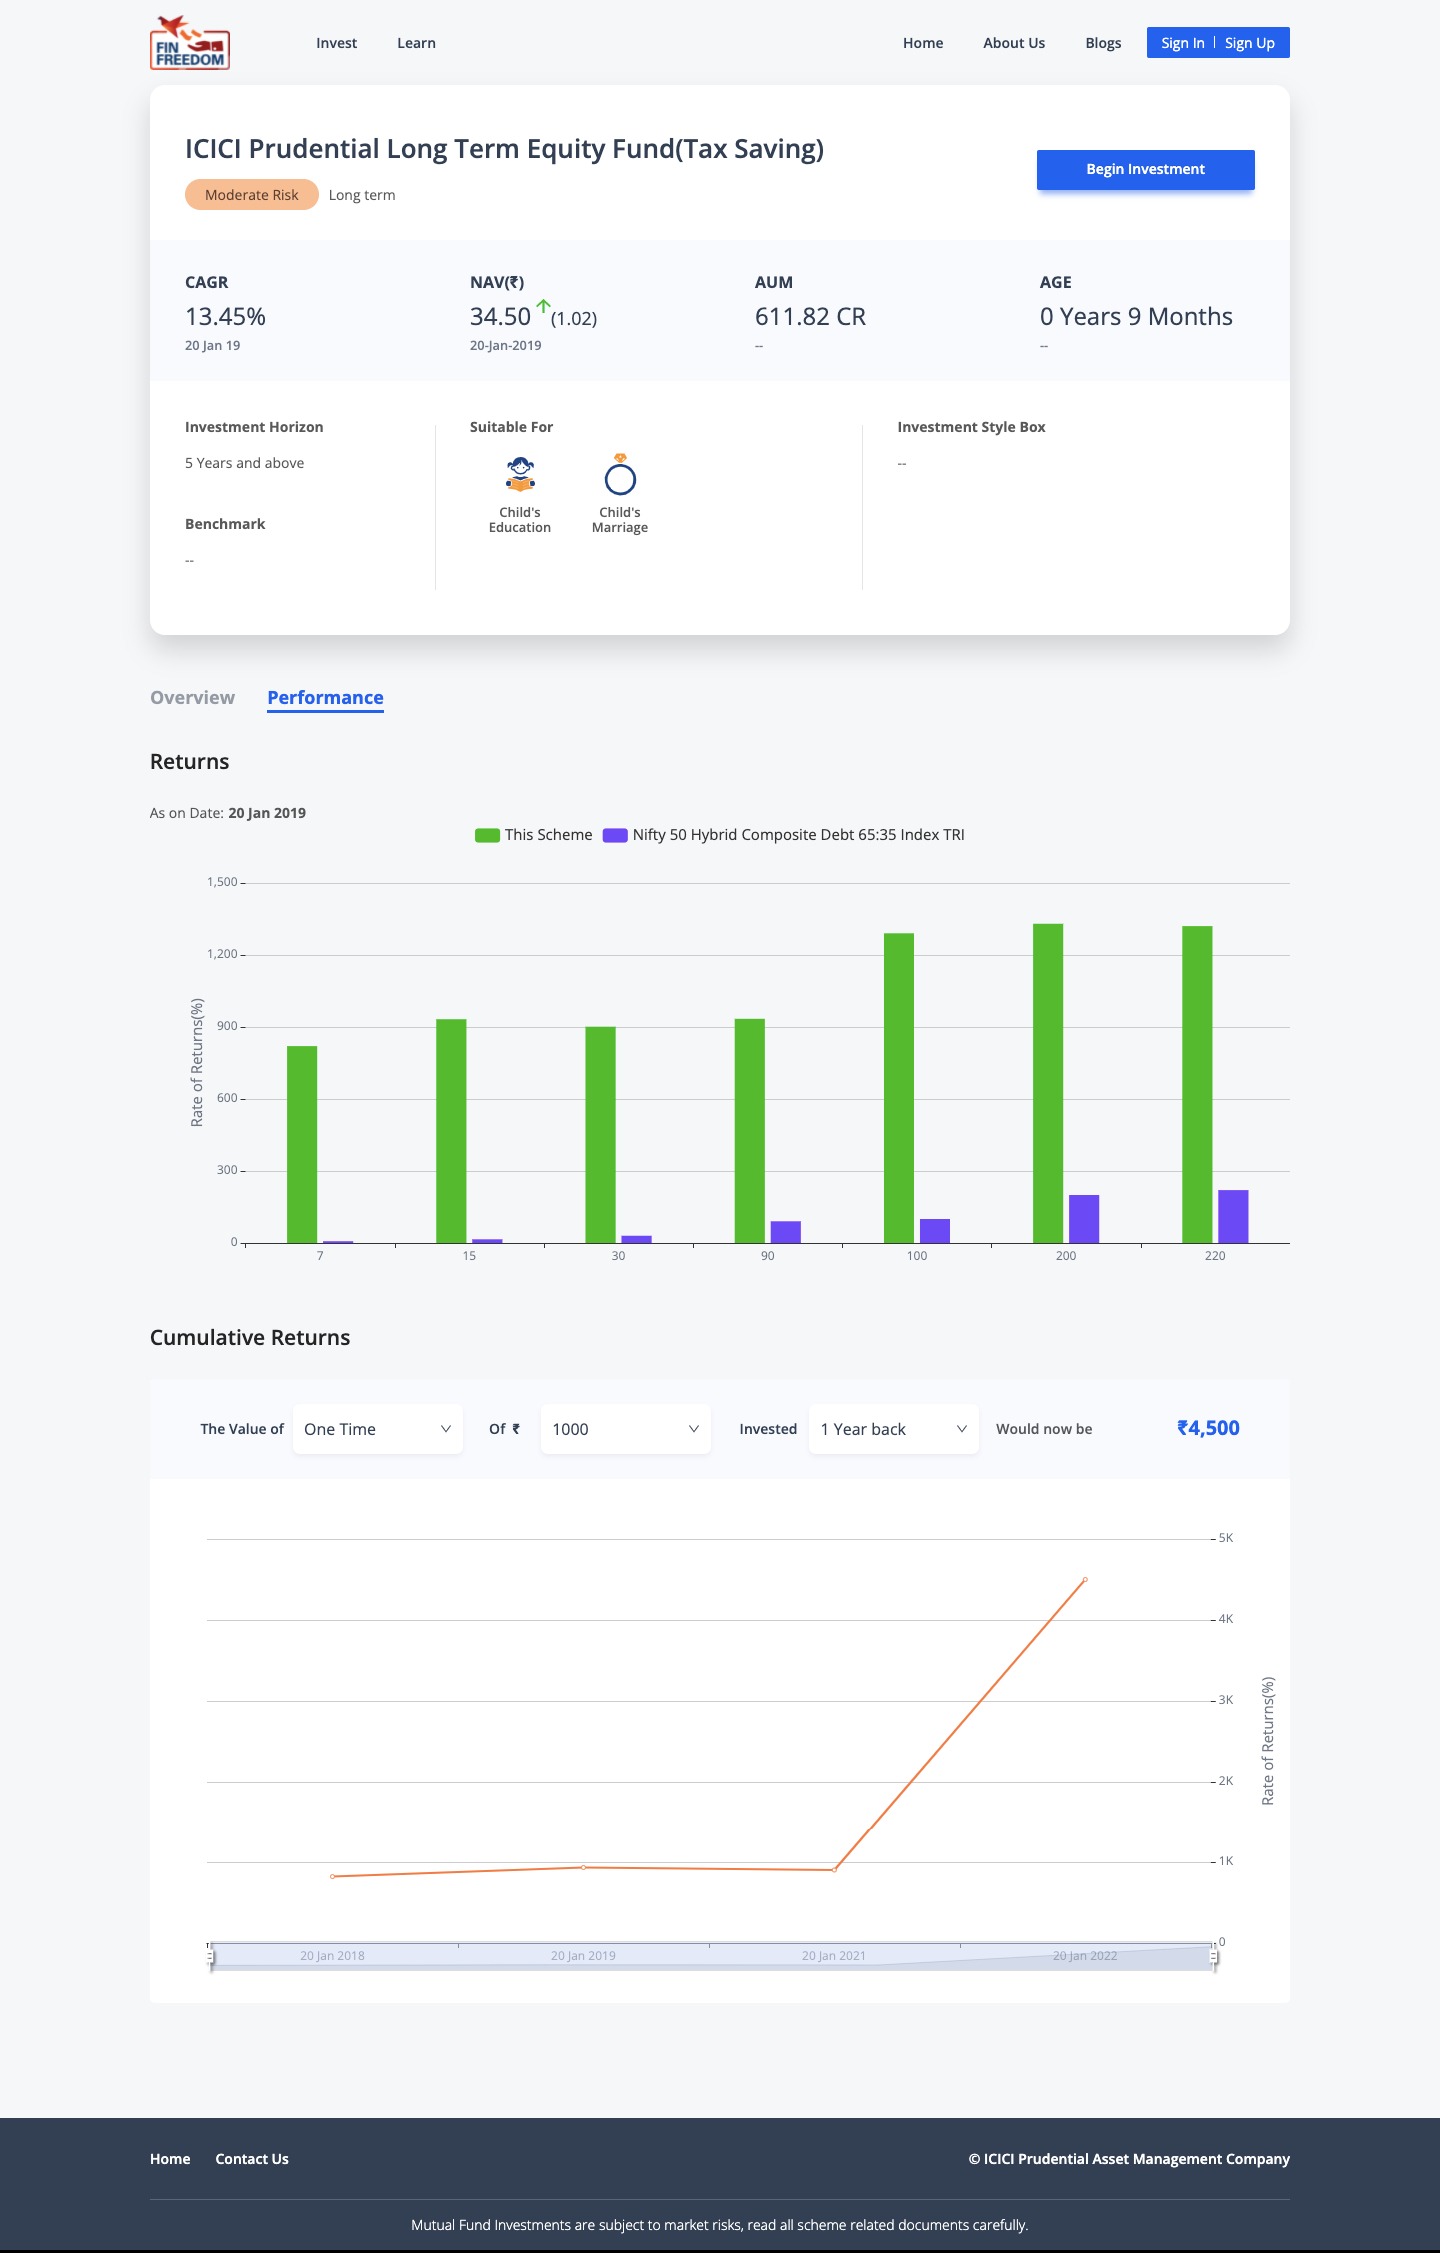 FIN
FREEDOM
Invest
Learn
Home
About Us
Blogs
Sign In | Sign Up
ICICI Prudential Long Term Equity Fund(Tax Saving)
Moderate Risk
Long term
Begin Investment
CAGR
13.45%
20 Jan 19
NAV(₹)
34.50 (1.02)
20-Jan-2019
AUM
611.82 CR
--
AGE
0 Years 9 Months
--
Investment Horizon
5 Years and above
Benchmark
--
Suitable For
Child's
Education
Child's
Marriage
Investment Style Box
--
Overview
Performance
Returns
As on Date: 20 Jan 2019
This Scheme
Nifty 50 Hybrid Composite Debt 65:35 Index TRI
Rate of Returns(%)
1,500
1,200
900
600
300
0
7
15
30
90
100
200
220
Cumulative Returns
The Value of
One Time
Of ₹
1000
Invested
1 Year back
Would now be
₹4,500
5K
4K
3K
2K
1K
0
Rate of Returns(%)
20 Jan 2018
20 Jan 2019
20 Jan 2021
20 Jan 2022
Home
Contact Us
© ICICI Prudential Asset Management Company
Mutual Fund Investments are subject to market risks, read all scheme related documents carefully.